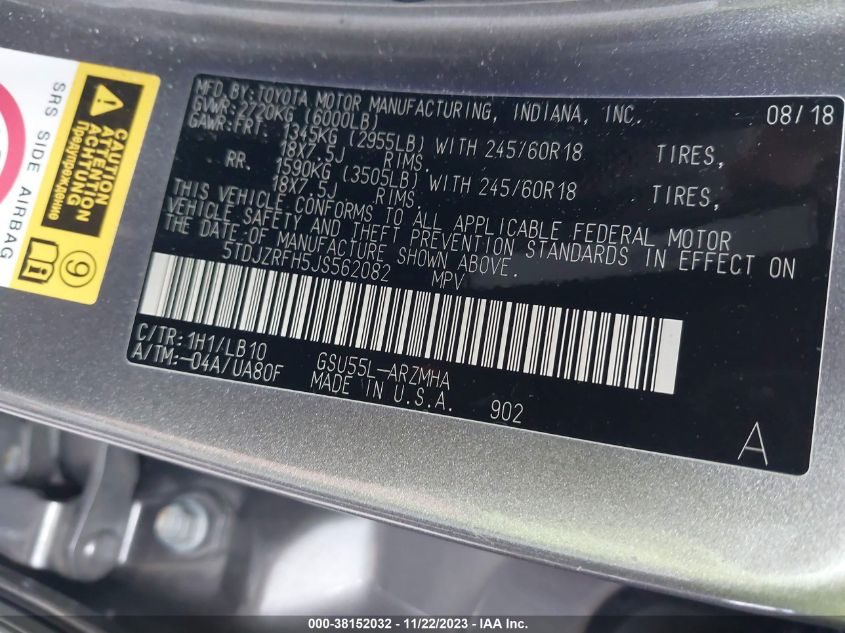 SRS SIDE AIRBAG
CAUTION
ATTENTION
ACHTUNG
Предупреждение
9
MFD.BY:TOYOTA MOTOR MANUFACTURING, INDIANA, INC. 08/18
GVWR:2720KG (6000LB)
GAWR:FRT. 1345KG (2955LB) WITH 245/60R18 TIRES,
18X7.5J RIMS.
RR. 1590KG (3505LB) WITH 245/60R18 TIRES,
18X7.5J RIMS.
THIS VEHICLE CONFORMS TO ALL APPLICABLE FEDERAL MOTOR
VEHICLE SAFETY AND THEFT PREVENTION STANDARDS IN EFFECT ON
THE DATE OF MANUFACTURE SHOWN ABOVE.
5TDJZRFH5JS562082 MPV
C/TR:1H1/LB10 GSU55L-ARZMHA
A/TM:-04A/UA80F MADE IN U.S.A. 902
A
000-38152032 - 11/22/2023 - IAA Inc.